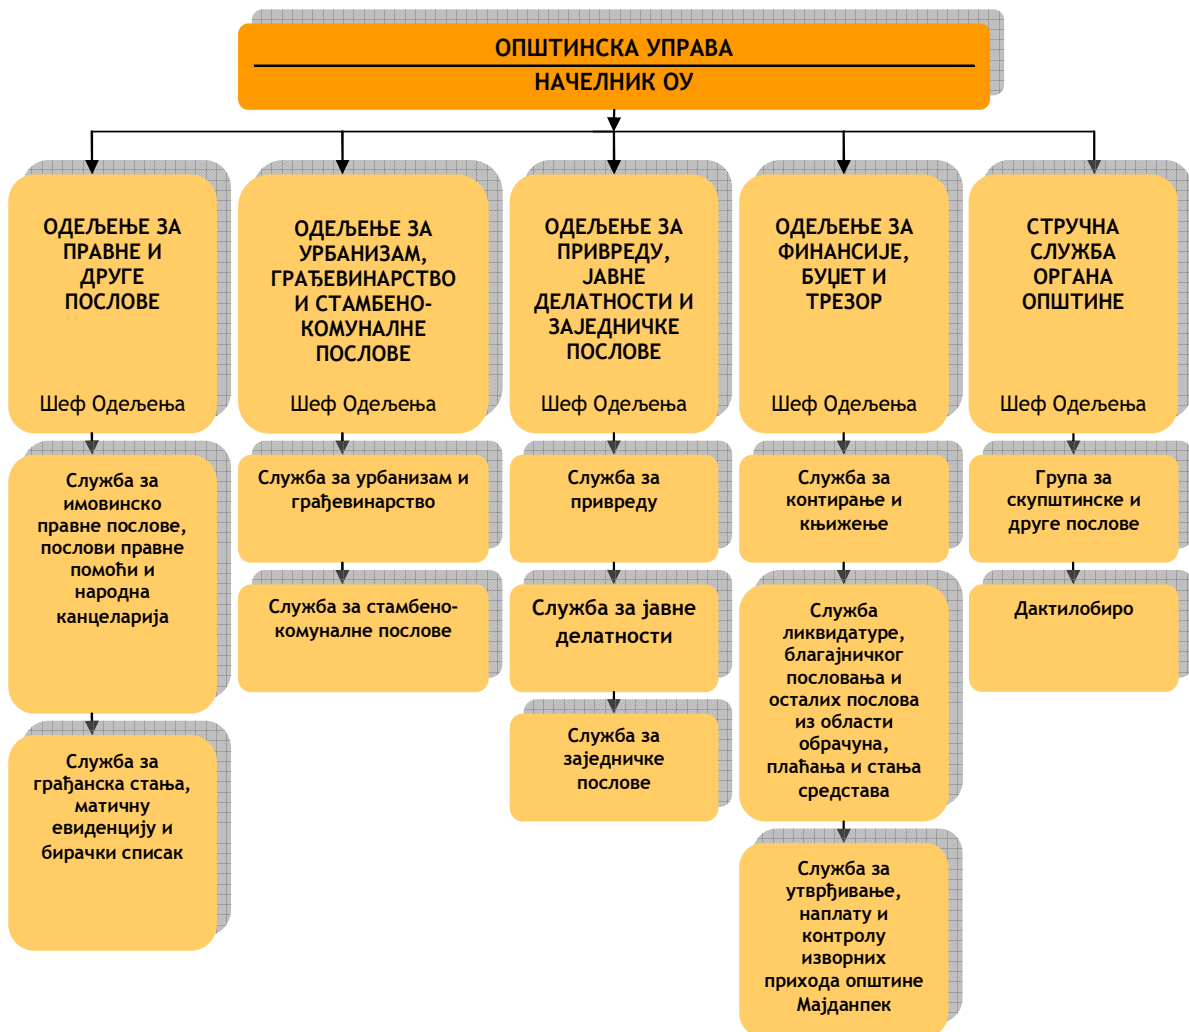 ОПШТИНСКА УПРАВА
НАЧЕЛНИК ОУ
ОДЕЉЕЊЕ ЗА
ПРАВНЕ И
ДРУГЕ
ПОСЛОВЕ
Шеф Одељења
ОДЕЉЕЊЕ ЗА
УРБАНИЗАМ,
ГРАЂЕВИНАРСТВО
И СТАМБЕНО-
КОМУНАЛНЕ
ПОСЛОВЕ
Шеф Одељења
ОДЕЉЕЊЕ ЗА
ПРИВРЕДУ,
ЈАВНЕ
ДЕЛАТНОСТИ И
ЗАЈЕДНИЧКЕ
ПОСЛОВЕ
Шеф Одељења
ОДЕЉЕЊЕ ЗА
ФИНАНСИЈЕ,
БУЏЕТ И
ТРЕЗОР
Шеф Одељења
СТРУЧНА
СЛУЖБА
ОРГАНА
ОПШТИНЕ
Шеф Одељења
Служба за
имовинско
правне послове,
послови правне
помоћи и
народна
канцеларија
Служба за
грађанска стања,
матичну
евиденцију и
бирачки списак
Служба за урбанизам и
грађевинарство
Служба за стамбено-
комуналне послове
Служба за
привреду
Служба за јавне
делатности
Служба за
заједничке
послове
Служба за
контирање и
књижење
Служба
ликвидатуре,
благајничког
пословања и
осталих послова
из области
обрачуна,
плаћања и стања
средстава
Служба за
утврђивање,
наплату и
контролу
изворних
прихода општине
Мајданпек
Група за
скупштинске и
друге послове
Дактилобиро